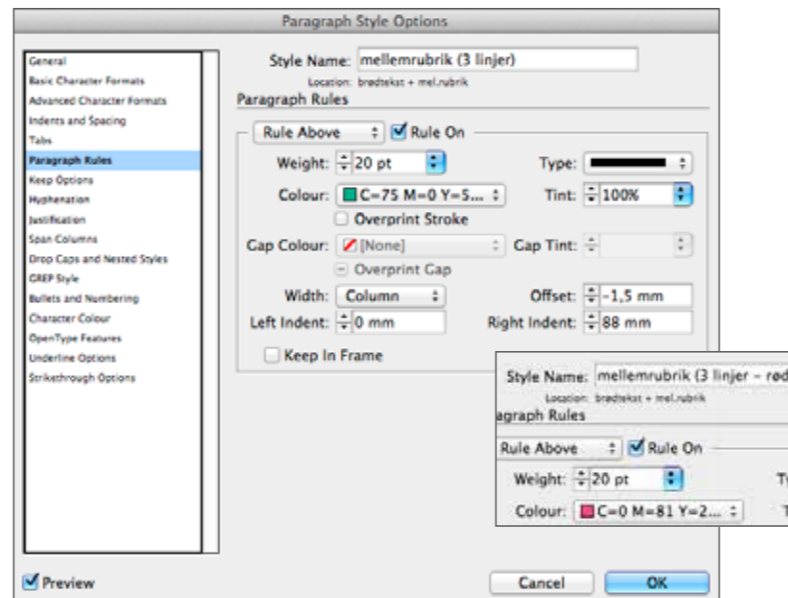 Paragraph Style Options
General
Basic Character Formats
Advanced Character Formats
Indents and Spacing
Tabs
Paragraph Rules
Keep Options
Hyphenation
Justification
Span Columns
Drop Caps and Nested Styles
GREP Style
Bullets and Numbering
Character Colour
OpenType Features
Underline Options
Strikethrough Options
Style Name: mellemrubrik (3 linjer)
Location: brødtekst + mel.rubrik
Paragraph Rules
Rule Above Rule On
Weight: 20 pt Type:
Colour: C=75 M=0 Y=5... Tint: 100%
Overprint Stroke
Gap Colour: [None] Gap Tint:
Overprint Gap
Width: Column Offset: -1,5 mm
Left Indent: 0 mm Right Indent: 88 mm
Keep In Frame
Style Name: mellemrubrik (3 linjer – rød
Location: brødtekst + mel.rubrik
agraph Rules
Rule Above Rule On
Weight: 20 pt Ty
Colour: C=0 M=81 Y=2... T
Preview Cancel OK